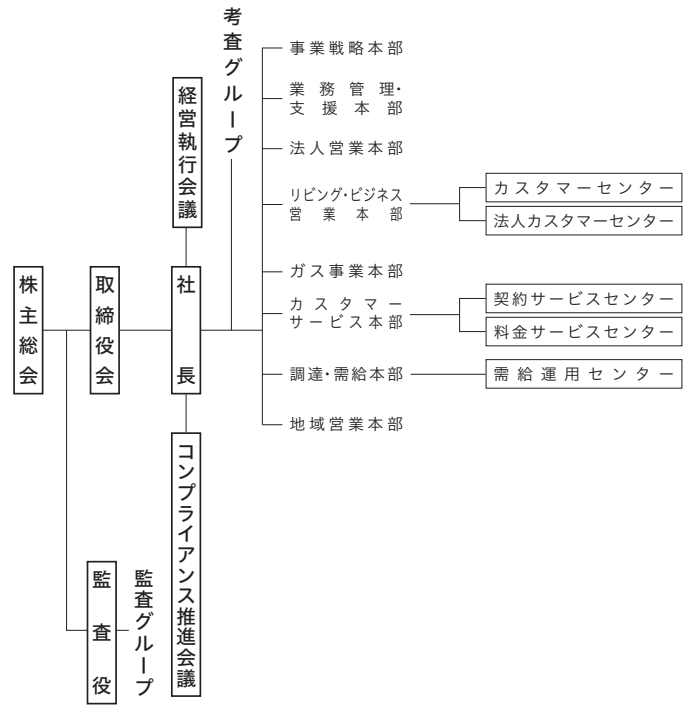 株主総会
取締役会
監査役
監査グループ
経営執行会議
社長
コンプライアンス推進会議
考査グループ
事業戦略本部
業務管理・
支援本部
法人営業本部
リビング・ビジネス
営業本部
カスタマーセンター
法人カスタマーセンター
ガス事業本部
カスタマー
サービス本部
契約サービスセンター
料金サービスセンター
調達・需給本部
需給運用センター
地域営業本部